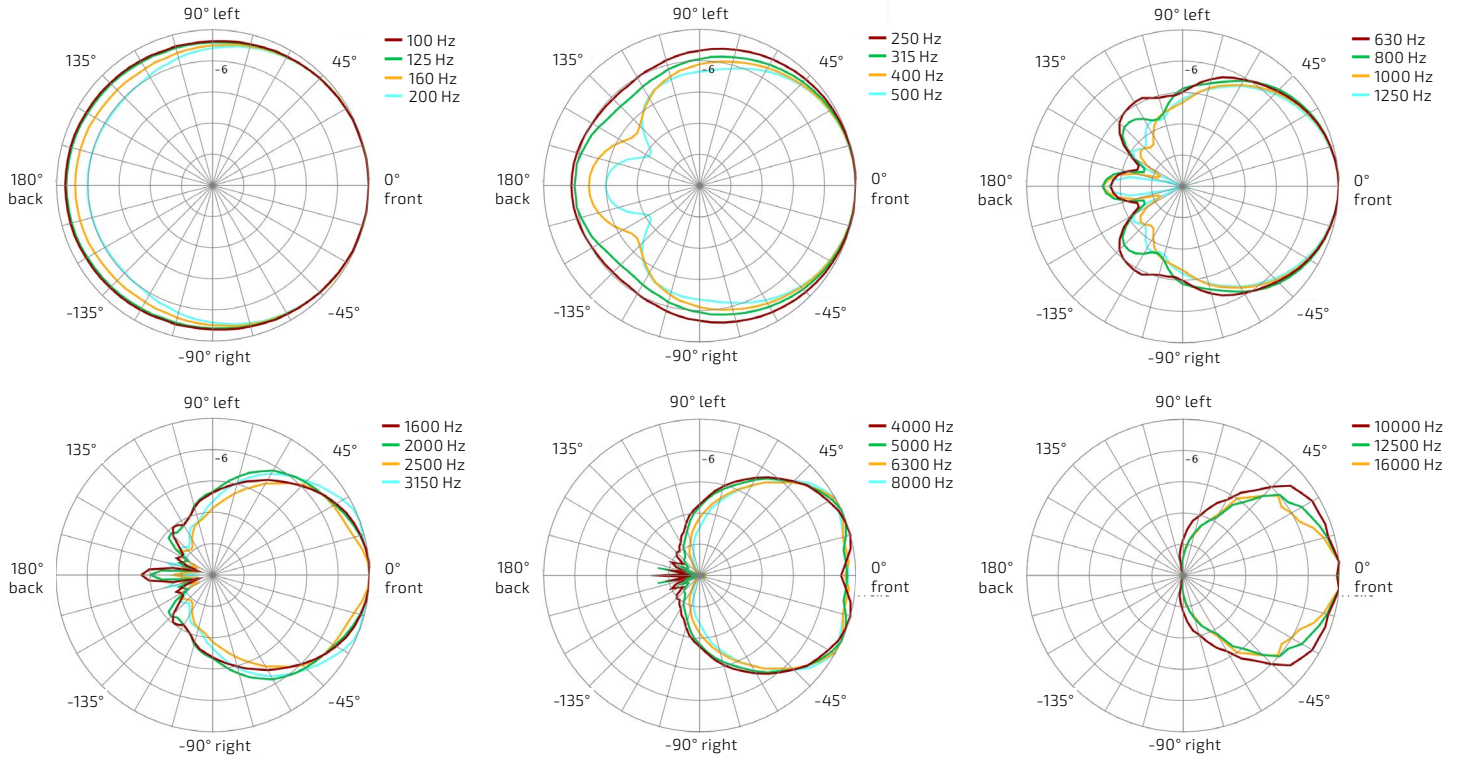 90° left
135°
45°
-6
180°
back
0°
front
-135°
-45°
-90° right
100 Hz
125 Hz
160 Hz
200 Hz
90° left
135°
45°
-6
180°
back
0°
front
-135°
-45°
-90° right
250 Hz
315 Hz
400 Hz
500 Hz
90° left
135°
45°
-6
180°
back
0°
front
-135°
-45°
-90° right
630 Hz
800 Hz
1000 Hz
1250 Hz
90° left
135°
45°
-6
180°
back
0°
front
-135°
-45°
-90° right
1600 Hz
2000 Hz
2500 Hz
3150 Hz
90° left
135°
45°
-6
180°
back
0°
front
-135°
-45°
-90° right
4000 Hz
5000 Hz
6300 Hz
8000 Hz
90° left
135°
45°
-6
180°
back
0°
front
-135°
-45°
-90° right
10000 Hz
12500 Hz
16000 Hz